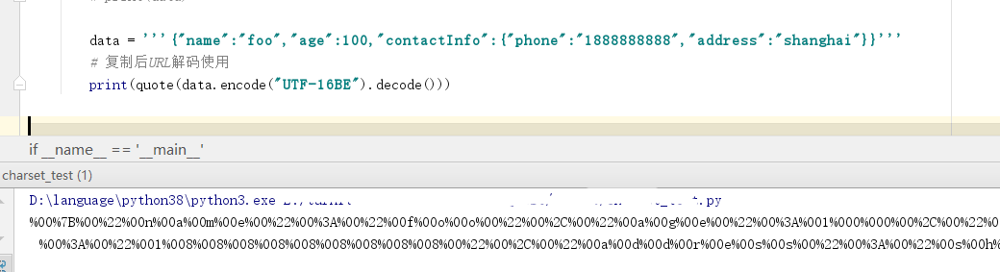 # print(data)
data = '''{"name":"foo","age":100,"contactInfo":{"phone":"1888888888","address":"shanghai"}}'''
# 复制后URL解码使用
print(quote(data.encode("UTF-16BE").decode()))
if __name__ == '__main__'
charset_test (1)
D:\language\python38\python3.exe .py
%00%7B%00%22%00n%00a%00m%00e%00%22%00%3A%00%22%00f%00o%00o%00%22%00%2C%00%22%00a%00g%00e%00%22%00%3A%001%000%000%00%2C%00%22%00
%00%3A%00%22%001%008%008%008%008%008%008%008%008%008%00%22%00%2C%00%22%00a%00d%00d%00r%00e%00s%00s%00%22%00%3A%00%22%00s%00h%